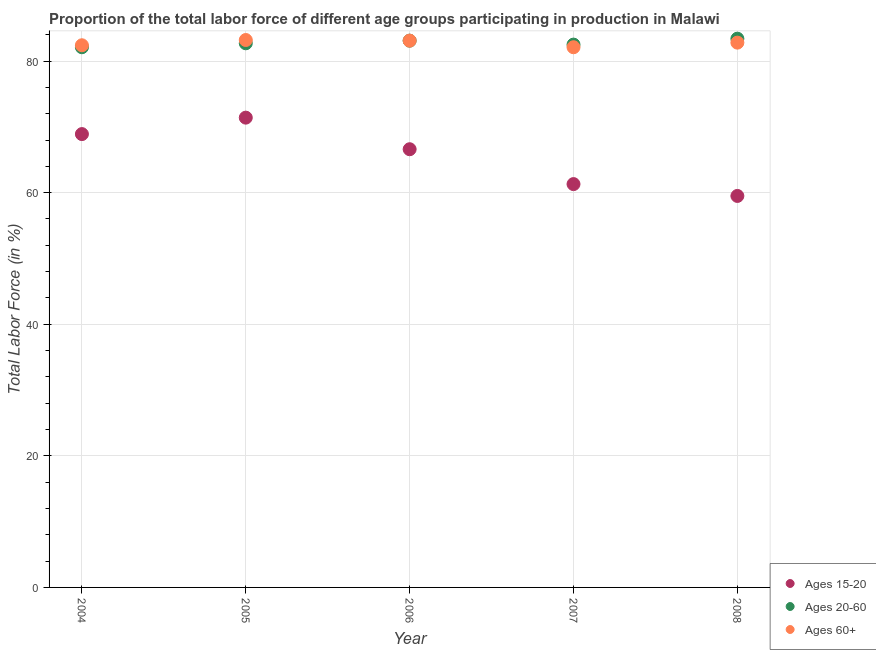 Proportion of the total labor force of different age groups participating in production in Malawi
Total Labor Force (in %)
80
60
40
20
0
2004
2005
2006
2007
2008
Year
Ages 15-20
Ages 20-60
Ages 60+